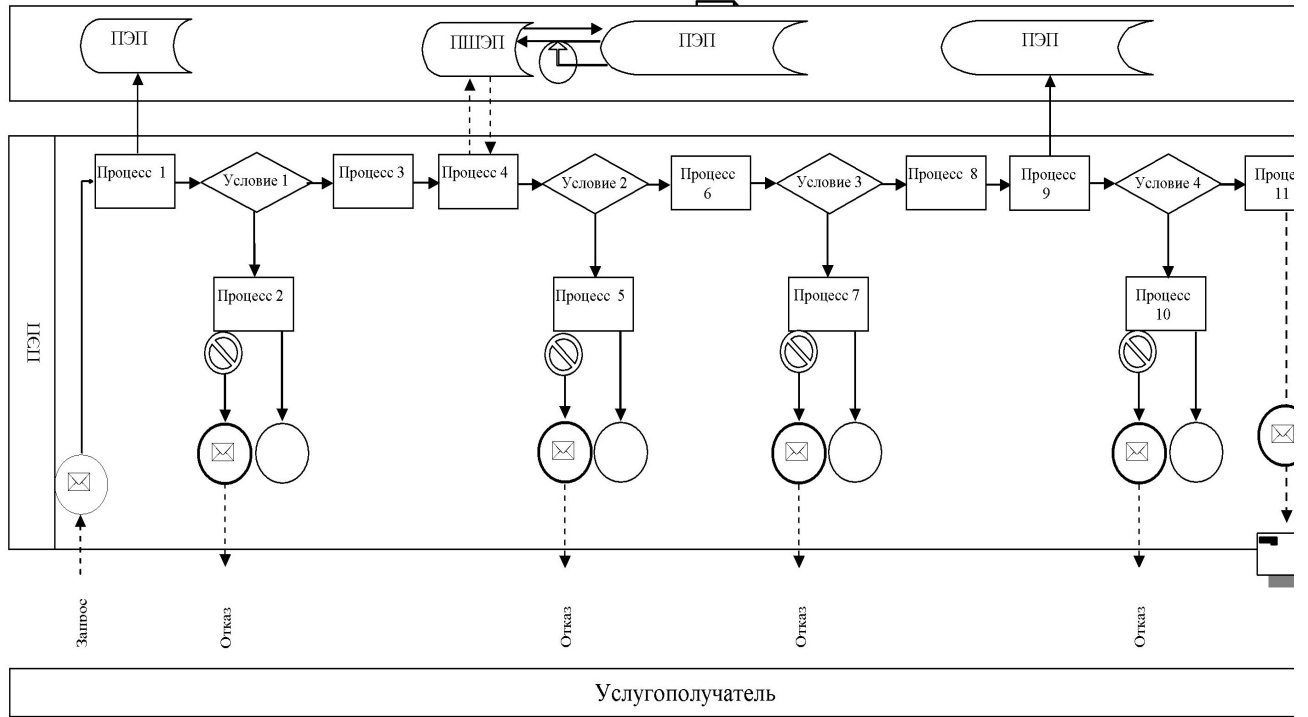 ПЭП
ПШЭП
ПЭП
ПЭП
ПЭП
Процесс 1
Условие 1
Процесс 3
Процесс 4
Условие 2
Процесс
6
Условие 3
Процесс 8
Процесс
9
Условие 4
Процес
11
Процесс 2
Процесс 5
Процесс 7
Процесс
10
Запрос
Отказ
Отказ
Отказ
Отказ
Услугополучатель